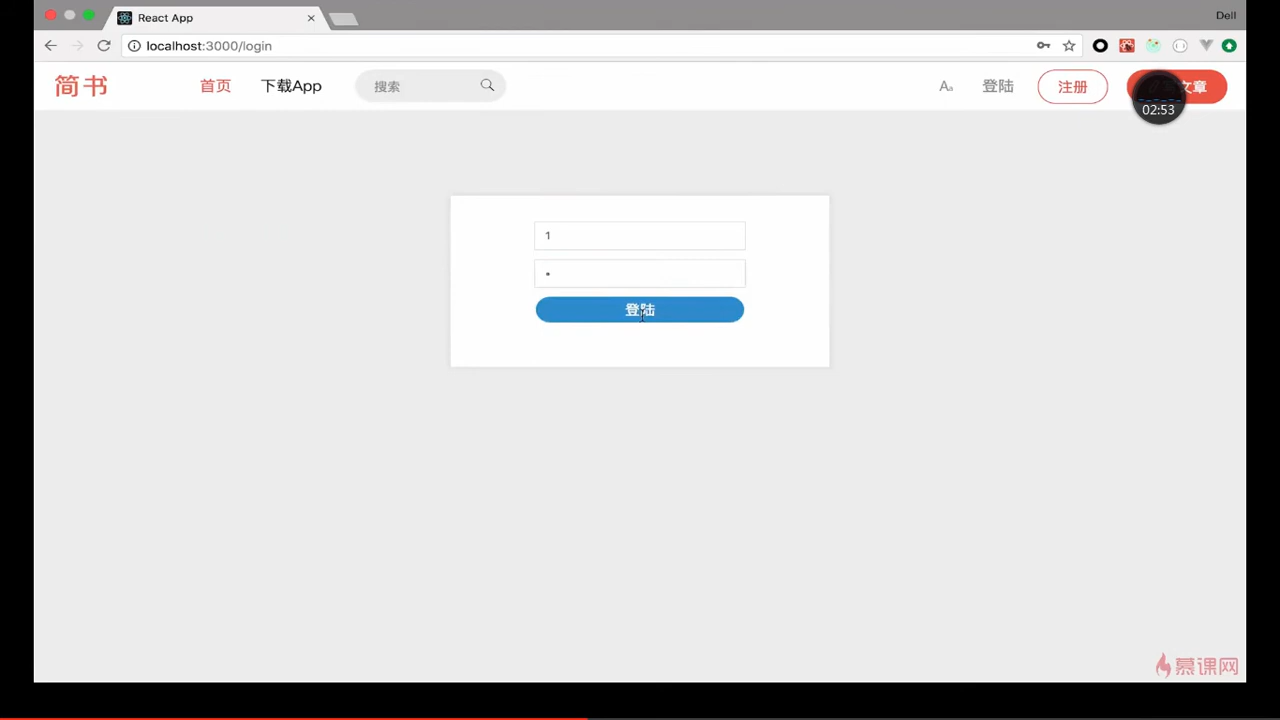 React App
Dell
localhost:3000/login
简书
首页
下载App
搜索
Aa
登陆
注册
文章
02:53
1
登陆
慕课网